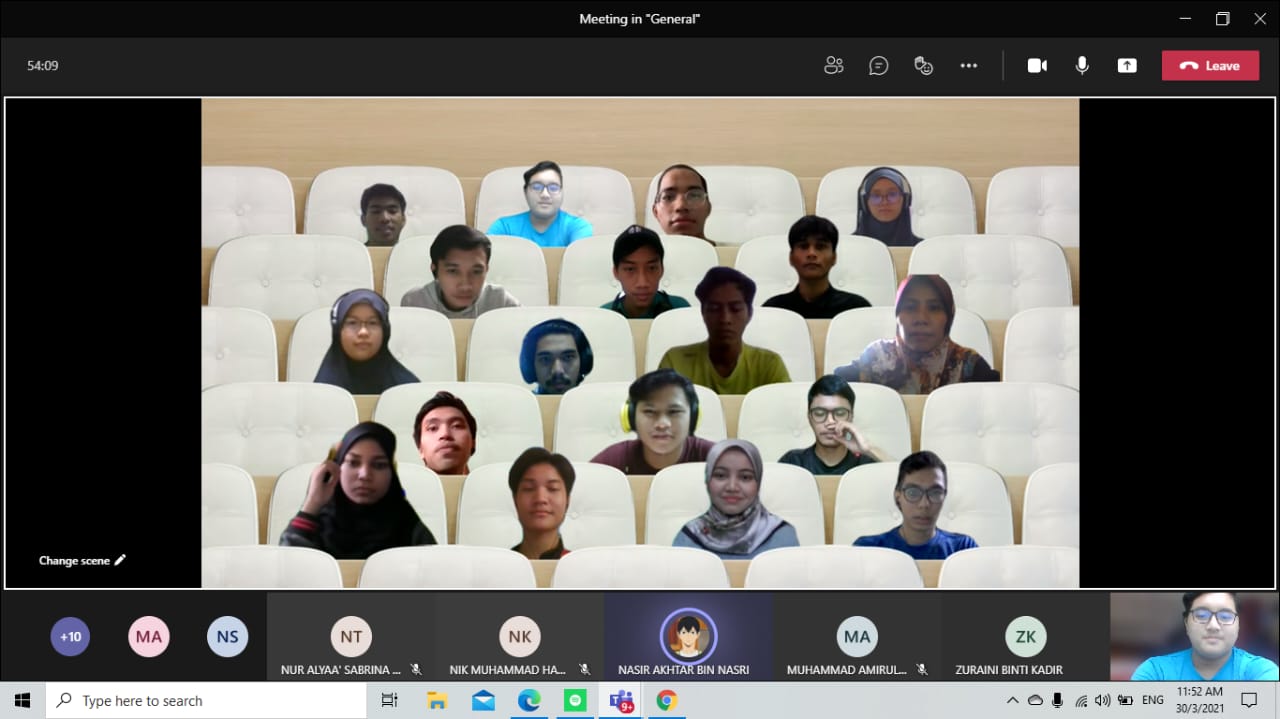 Meeting in "General"
54:09
Leave
Change scene
+10
MA
NS
NT
NUR ALYAA' SABRINA ...
NK
NIK MUHAMMAD HA...
NASIR AKHTAR BIN NASRI
MA
MUHAMMAD AMIRUL...
ZK
ZURAINI BINTI KADIR
Type here to search
9+
ENG
11:52 AM
30/3/2021